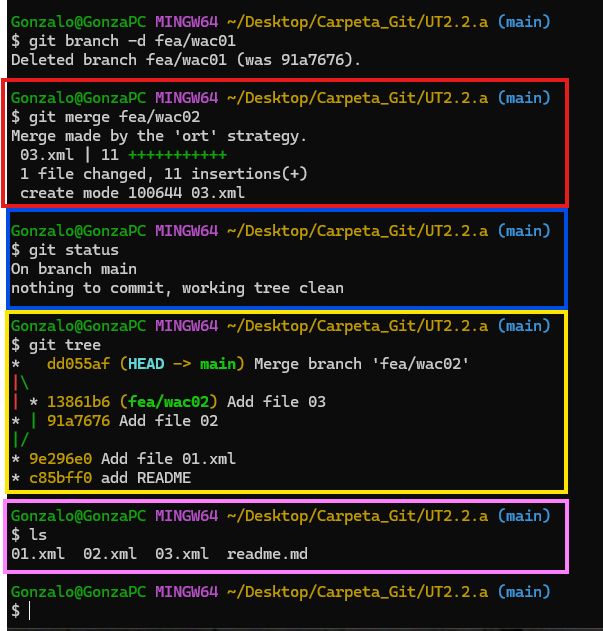 Gonzalo@GonzaPC MINGW64 ~/Desktop/Carpeta_Git/UT2.2.a (main)
$ git branch -d fea/wac01
Deleted branch fea/wac01 (was 91a7676).
Gonzalo@GonzaPC MINGW64 ~/Desktop/Carpeta_Git/UT2.2.a (main)
$ git merge fea/wac02
Merge made by the 'ort' strategy.
 03.xml | 11 +++++++++++
 1 file changed, 11 insertions(+)
 create mode 100644 03.xml
Gonzalo@GonzaPC MINGW64 ~/Desktop/Carpeta_Git/UT2.2.a (main)
$ git status
On branch main
nothing to commit, working tree clean
Gonzalo@GonzaPC MINGW64 ~/Desktop/Carpeta_Git/UT2.2.a (main)
$ git tree
*   dd055af (HEAD -> main) Merge branch 'fea/wac02'
|\
| * 13861b6 (fea/wac02) Add file 03
* | 91a7676 Add file 02
|/
* 9e296e0 Add file 01.xml
* c85bff0 add README
Gonzalo@GonzaPC MINGW64 ~/Desktop/Carpeta_Git/UT2.2.a (main)
$ ls
01.xml  02.xml  03.xml  readme.md
Gonzalo@GonzaPC MINGW64 ~/Desktop/Carpeta_Git/UT2.2.a (main)
$